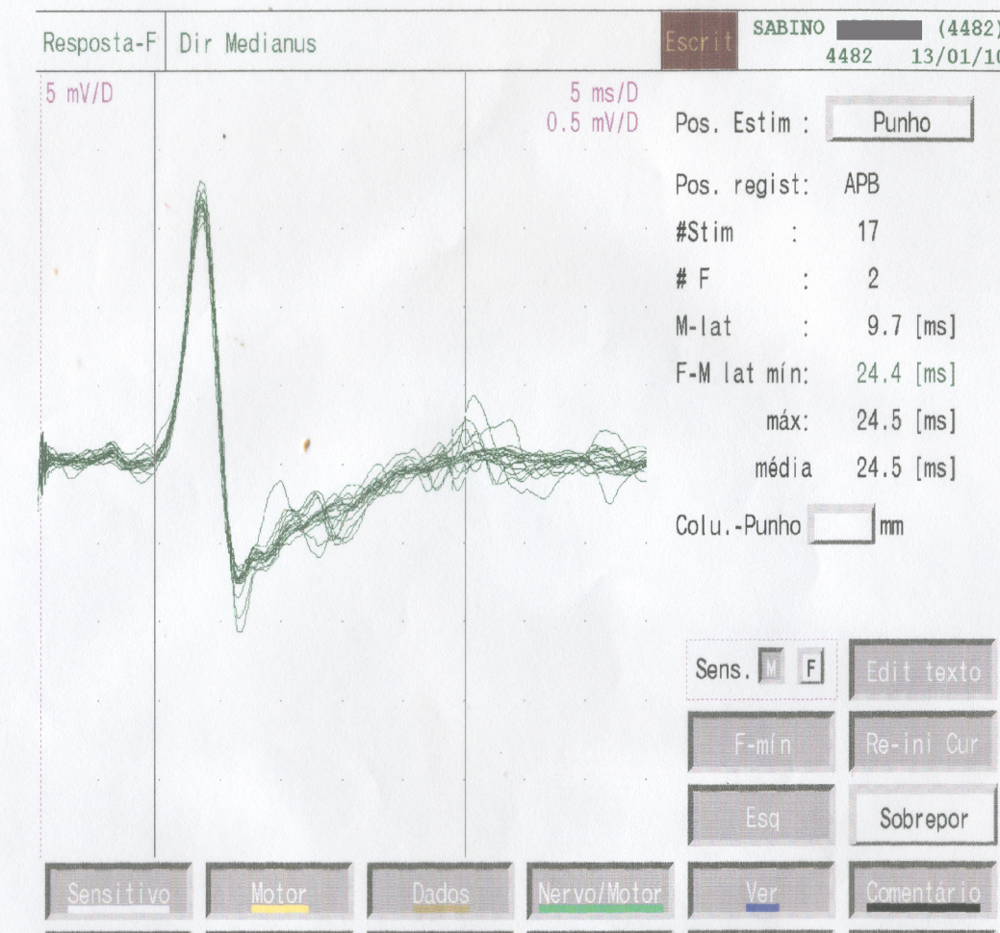 Resposta-F Dir Medianus Escrit SABINO (4482)
4482 13/01/10
5 mV/D 5 ms/D
0.5 mV/D
Pos. Estim : Punho
Pos. regist: APB
#Stim : 17
# F : 2
M-lat : 9.7 [ms]
F-M lat mín: 24.4 [ms]
máx: 24.5 [ms]
média 24.5 [ms]
Colu.-Punho mm
Sens. M F Edit texto
F-mín Re-ini Cur
Esq Sobrepor
Sensitivo Motor Dados Nervo/Motor Ver Comentário